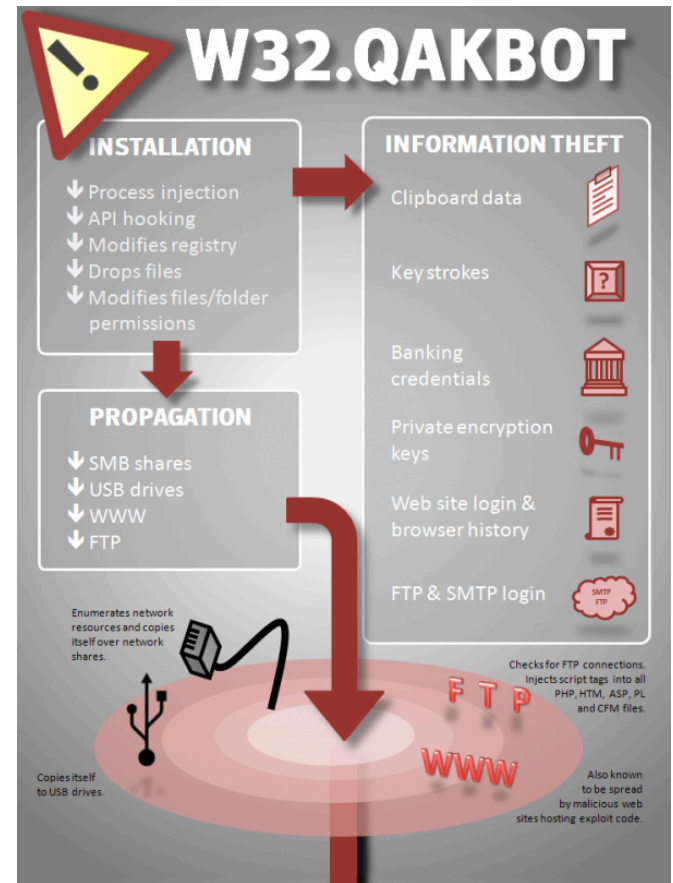 W32.QAKBOT
INSTALLATION
Process injection
API hooking
Modifies registry
Drops files
Modifies files/folder
permissions
INFORMATION THEFT
Clipboard data
Key strokes
?
Banking
credentials
Private encryption
keys
Web site login &
browser history
FTP & SMTP login
SMTP
FTP
PROPAGATION
SMB shares
USB drives
WWW
FTP
Enumerates network
resources and copies
itself over network
shares.
Copies itself
to USB drives.
Checks for FTP connections.
Injects script tags into all
PHP, HTM, ASP, PL
and CFM files.
FTP
WWW
Also known
to be spread
by malicious web
sites hosting exploit code.